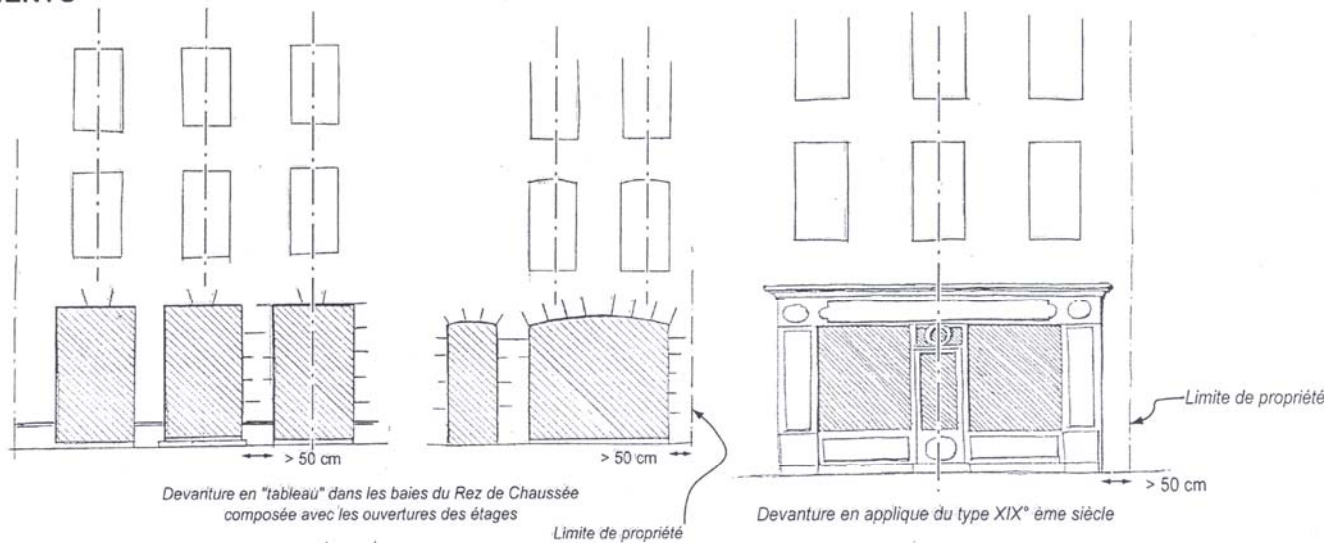 > 50 cm
> 50 cm
Limite de propriété
> 50 cm
Devanture en "tableau" dans les baies du Rez de Chaussée
composée avec les ouvertures des étages
Limite de propriété
Devanture en applique du type XIX° ème siècle